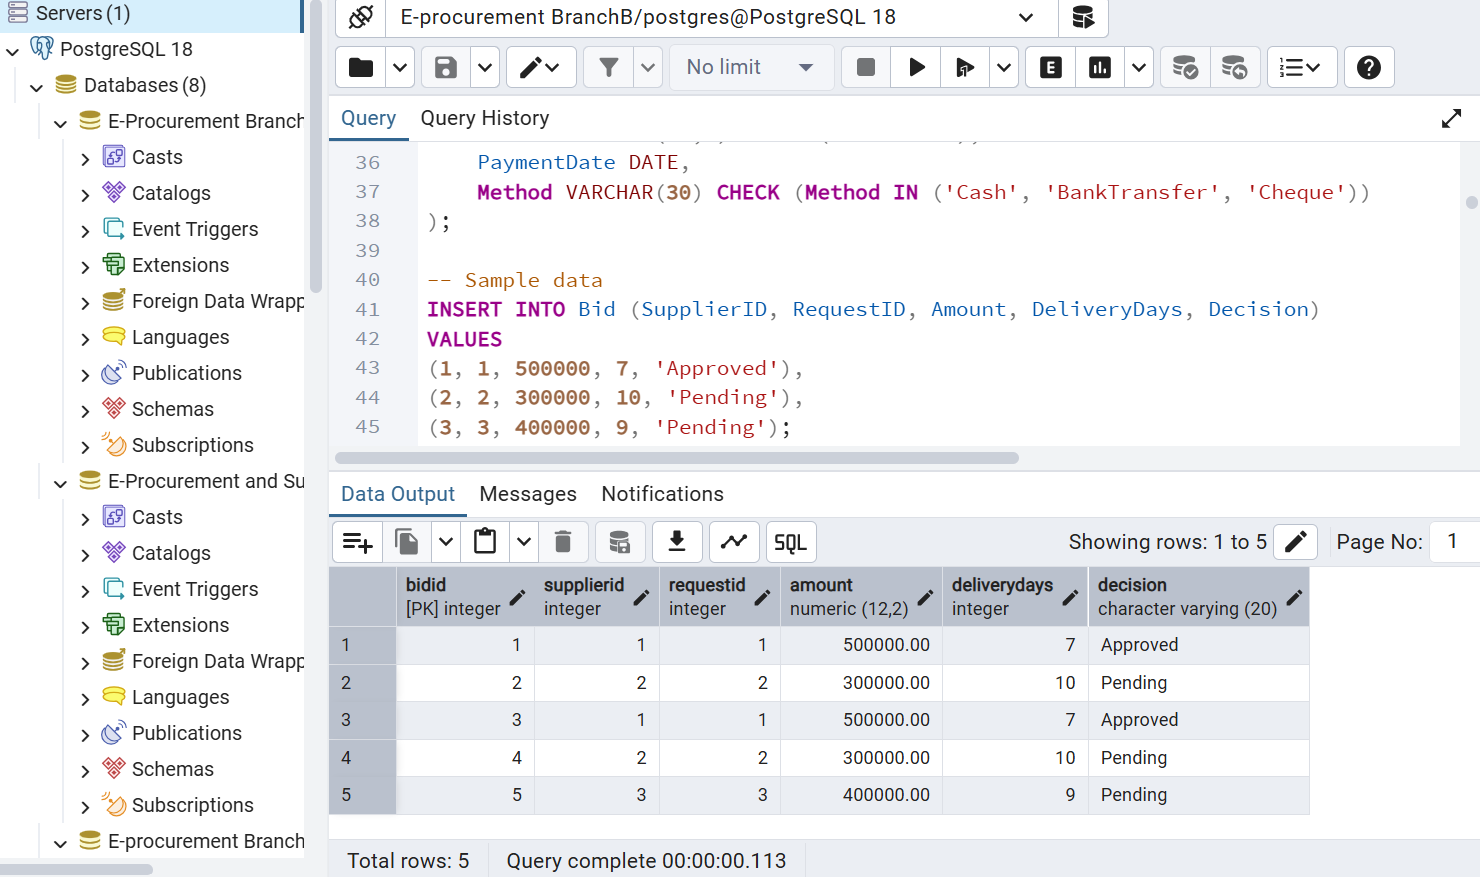 Servers (1)
PostgreSQL 18
Databases (8)
E-Procurement Branch
Casts
Catalogs
Event Triggers
Extensions
Foreign Data Wrapp
Languages
Publications
Schemas
Subscriptions
E-Procurement and Su
Casts
Catalogs
Event Triggers
Extensions
Foreign Data Wrapp
Languages
Publications
Schemas
Subscriptions
E-procurement Branch
E-procurement BranchB/postgres@PostgreSQL 18
No limit
E
Query Query History
36 PaymentDate DATE,
37 Method VARCHAR(30) CHECK (Method IN ('Cash', 'BankTransfer', 'Cheque'))
38 );
39
40 -- Sample data
41 INSERT INTO Bid (SupplierID, RequestID, Amount, DeliveryDays, Decision)
42 VALUES
43 (1, 1, 500000, 7, 'Approved'),
44 (2, 2, 300000, 10, 'Pending'),
45 (3, 3, 400000, 9, 'Pending');
Data Output Messages Notifications
SQL Showing rows: 1 to 5 Page No: 1
bidid supplierid requestid amount deliverydays decision
[PK] integer integer integer numeric (12,2) integer character varying (20)
1 1 1 1 500000.00 7 Approved
2 2 2 2 300000.00 10 Pending
3 3 1 1 500000.00 7 Approved
4 4 2 2 300000.00 10 Pending
5 5 3 3 400000.00 9 Pending
Total rows: 5 Query complete 00:00:00.113